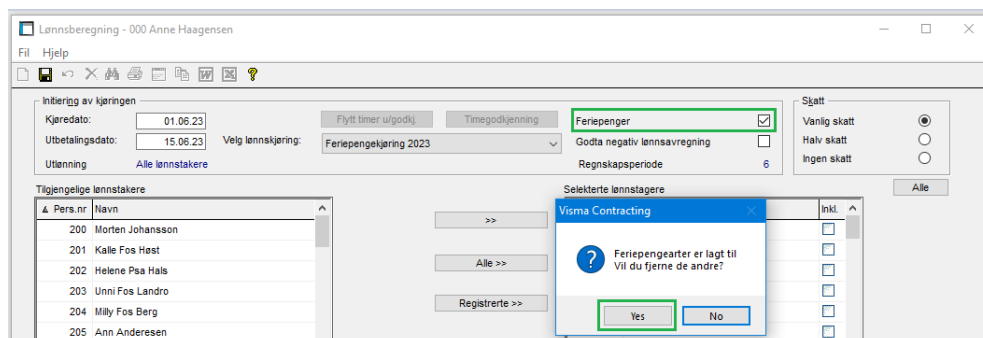 Lønnsberegning - 000 Anne Haagensen
Fil Hjelp
Initiering av kjøringen
Kjøredato: 01.06.23 Flytt timer u/godkj. Timegodkjenning Feriepenger
Utbetalingsdato: 15.06.23 Velg lønnskjøring: Feriepengekjøring 2023 Godta negativ lønnsavregning
Utlønning Alle lønnstakere Regnskapsperiode 6
Skatt
Vanlig skatt
Halv skatt
Ingen skatt
Tilgjengelige lønnstakere
Selekterte lønnstagere
Alle
Pers.nr Navn
200 Morten Johansson
201 Kalle Fos Høst
202 Helene Psa Hals
203 Unni Fos Landro
204 Milly Fos Berg
205 Ann Anderesen
>>
Alle >>
Registrerte >>
Inkl.
Visma Contracting
Feriepengearter er lagt til
Vil du fjerne de andre?
Yes No